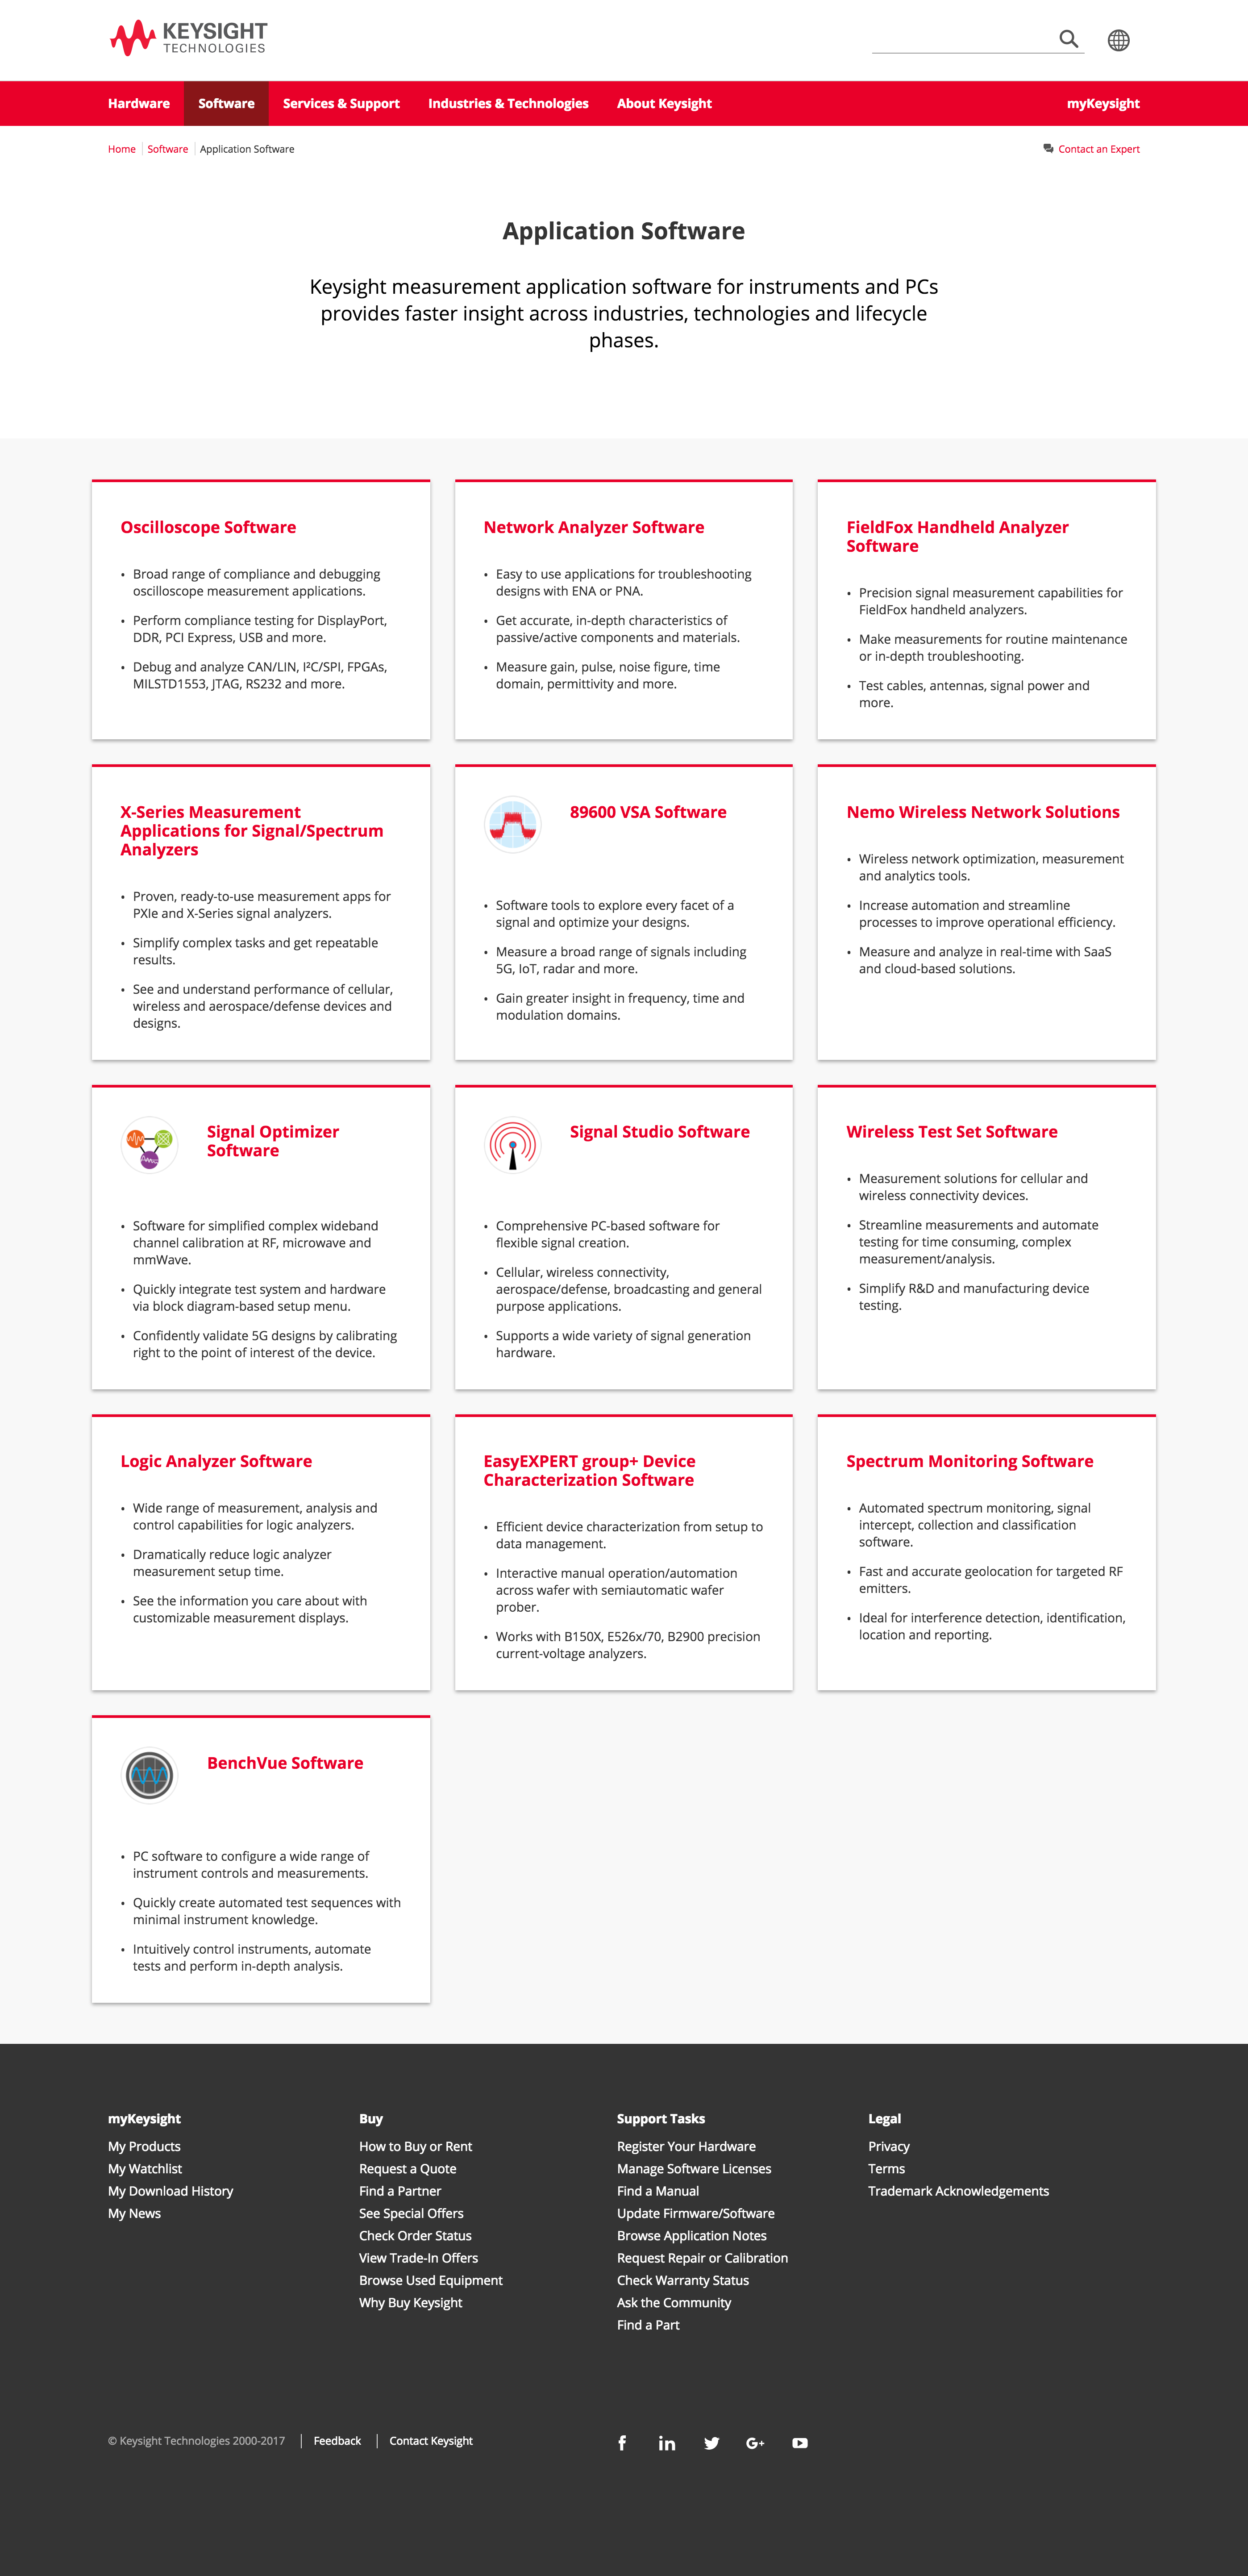 KEYSIGHT
TECHNOLOGIES
Hardware
Software
Services & Support
Industries & Technologies
About Keysight
myKeysight
Home
Software
Application Software
Contact an Expert
Application Software
Keysight measurement application software for instruments and PCs
provides faster insight across industries, technologies and lifecycle
phases.
Oscilloscope Software
• Broad range of compliance and debugging
oscilloscope measurement applications.
• Perform compliance testing for DisplayPort,
DDR, PCI Express, USB and more.
• Debug and analyze CAN/LIN, I²C/SPI, FPGAs,
MILSTD1553, JTAG, RS232 and more.
Network Analyzer Software
• Easy to use applications for troubleshooting
designs with ENA or PNA.
• Get accurate, in-depth characteristics of
passive/active components and materials.
• Measure gain, pulse, noise figure, time
domain, permittivity and more.
FieldFox Handheld Analyzer
Software
• Precision signal measurement capabilities for
FieldFox handheld analyzers.
• Make measurements for routine maintenance
or in-depth troubleshooting.
• Test cables, antennas, signal power and
more.
X-Series Measurement
Applications for Signal/Spectrum
Analyzers
• Proven, ready-to-use measurement apps for
PXIe and X-Series signal analyzers.
• Simplify complex tasks and get repeatable
results.
• See and understand performance of cellular,
wireless and aerospace/defense devices and
designs.
89600 VSA Software
• Software tools to explore every facet of a
signal and optimize your designs.
• Measure a broad range of signals including
5G, IoT, radar and more.
• Gain greater insight in frequency, time and
modulation domains.
Nemo Wireless Network Solutions
• Wireless network optimization, measurement
and analytics tools.
• Increase automation and streamline
processes to improve operational efficiency.
• Measure and analyze in real-time with SaaS
and cloud-based solutions.
Signal Optimizer
Software
• Software for simplified complex wideband
channel calibration at RF, microwave and
mmWave.
• Quickly integrate test system and hardware
via block diagram-based setup menu.
• Confidently validate 5G designs by calibrating
right to the point of interest of the device.
Signal Studio Software
• Comprehensive PC-based software for
flexible signal creation.
• Cellular, wireless connectivity,
aerospace/defense, broadcasting and general
purpose applications.
• Supports a wide variety of signal generation
hardware.
Wireless Test Set Software
• Measurement solutions for cellular and
wireless connectivity devices.
• Streamline measurements and automate
testing for time consuming, complex
measurement/analysis.
• Simplify R&D and manufacturing device
testing.
Logic Analyzer Software
• Wide range of measurement, analysis and
control capabilities for logic analyzers.
• Dramatically reduce logic analyzer
measurement setup time.
• See the information you care about with
customizable measurement displays.
EasyEXPERT group+ Device
Characterization Software
• Efficient device characterization from setup to
data management.
• Interactive manual operation/automation
across wafer with semiautomatic wafer
prober.
• Works with B150X, E526x/70, B2900 precision
current-voltage analyzers.
Spectrum Monitoring Software
• Automated spectrum monitoring, signal
intercept, collection and classification
software.
• Fast and accurate geolocation for targeted RF
emitters.
• Ideal for interference detection, identification,
location and reporting.
BenchVue Software
• PC software to configure a wide range of
instrument controls and measurements.
• Quickly create automated test sequences with
minimal instrument knowledge.
• Intuitively control instruments, automate
tests and perform in-depth analysis.
myKeysight
My Products
My Watchlist
My Download History
My News
Buy
How to Buy or Rent
Request a Quote
Find a Partner
See Special Offers
Check Order Status
View Trade-In Offers
Browse Used Equipment
Why Buy Keysight
Support Tasks
Register Your Hardware
Manage Software Licenses
Find a Manual
Update Firmware/Software
Browse Application Notes
Request Repair or Calibration
Check Warranty Status
Ask the Community
Find a Part
Legal
Privacy
Terms
Trademark Acknowledgements
© Keysight Technologies 2000-2017
Feedback
Contact Keysight